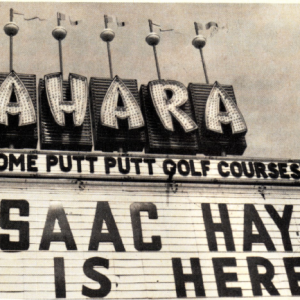 AHARA
OME PUTT PUTT GOLF COURSES
SAAC HAY
IS HERE